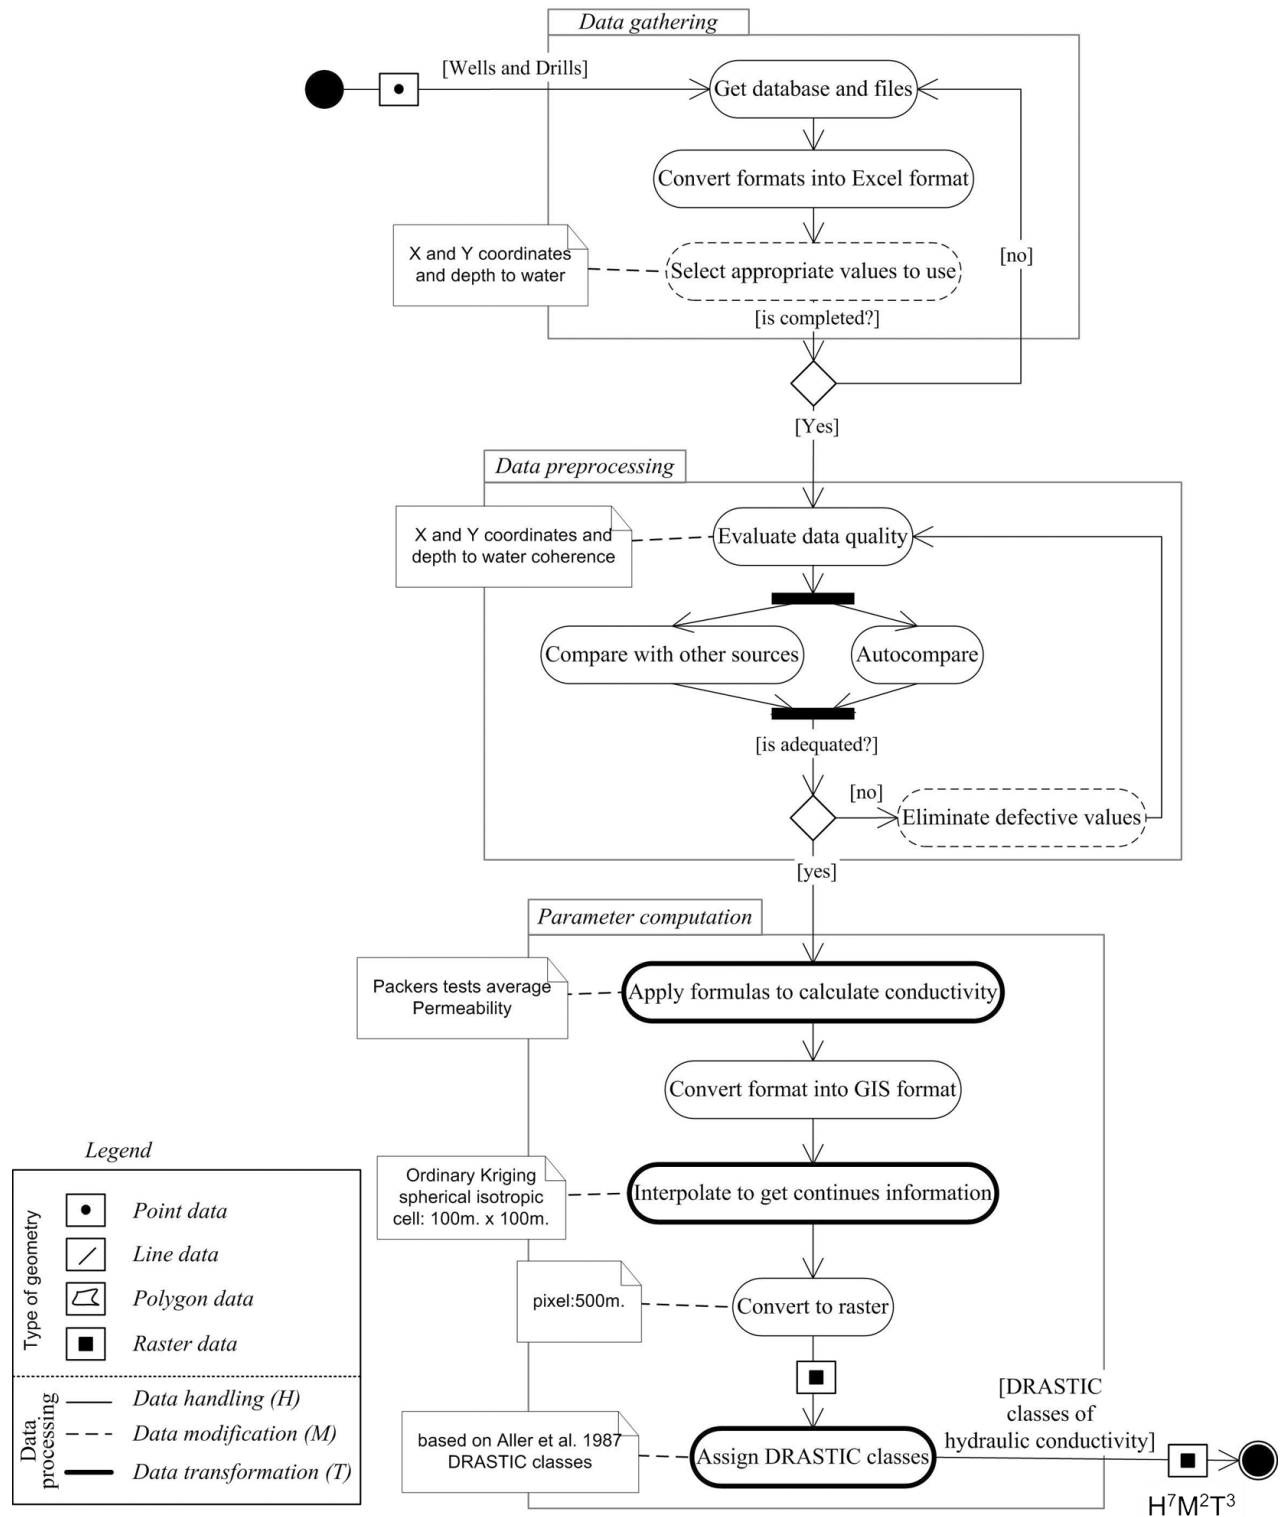 Data gathering
[Wells and Drills]
Get database and files
Convert formats into Excel format
X and Y coordinates
and depth to water
Select appropriate values to use
[no]
[is completed?]
[Yes]
Data preprocessing
X and Y coordinates and
depth to water coherence
Evaluate data quality
Compare with other sources
Autocompare
[is adequated?]
[no]
Eliminate defective values
[yes]
Parameter computation
Packers tests average
Permeability
Apply formulas to calculate conductivity
Convert format into GIS format
Ordinary Kriging
spherical isotropic
cell: 100m. x 100m.
Interpolate to get continues information
pixel:500m.
Convert to raster
based on Aller et al. 1987
DRASTIC classes
Assign DRASTIC classes
[DRASTIC
classes of
hydraulic conductivity]
H⁷M²T³
Legend
Type of geometry
Point data
Line data
Polygon data
Raster data
Data
processing
Data handling (H)
Data modification (M)
Data transformation (T)